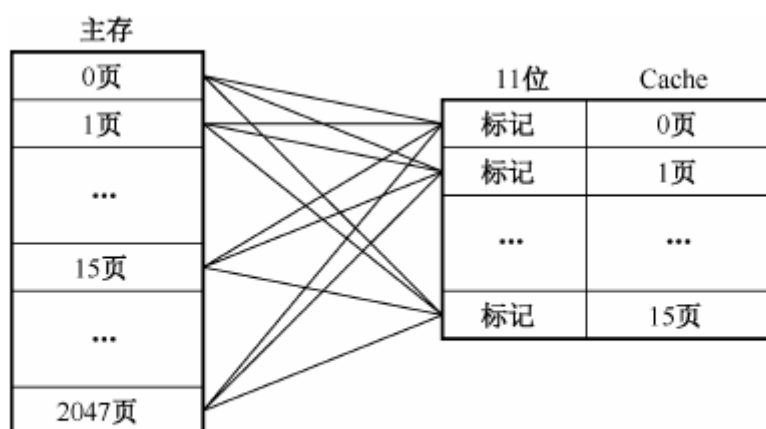 主存
0页
1页
...
15页
...
2047页
11位 Cache
标记 0页
标记 1页
... ...
标记 15页